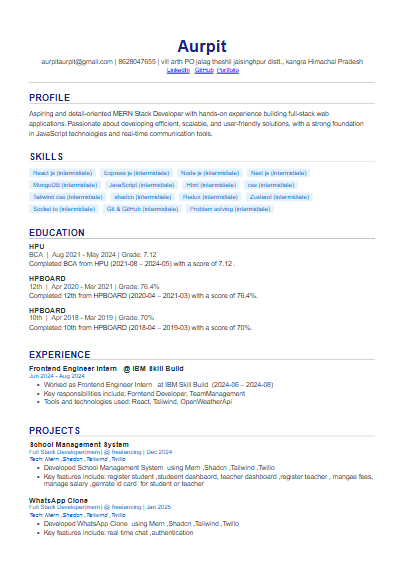 Aurpit
aurpitaurpit@gmail.com | 8628047655 | vill arth PO jalag theshil jaisinghpur distt., kangra Himachal Pradesh
LinkedIn GitHub Portfolio
PROFILE
Aspiring and detail-oriented MERN Stack Developer with hands-on experience building full-stack web
applications. Passionate about developing efficient, scalable, and user-friendly solutions, with a strong foundation
in JavaScript technologies and real-time communication tools.
SKILLS
React js (intermidiate) Express js (intermidiate) Node js (intermidiate) Next js (intermidiate)
MongoDB (intermidiate) JavaScript (intermidiate) Html (intermidiate) css (intermidiate)
Tailwind css (intermidiate) shadcn (intermidiate) Redux (intermidiate) Zustand (intermidiate)
Socket io (intermidiate) Git & GitHub (intermidiate) Problem solving (intermidiate)
EDUCATION
HPU
BCA | Aug 2021 - May 2024 | Grade: 7.12
Completed BCA from HPU (2021-08 – 2024-05) with a score of 7.12 .
HPBOARD
12th | Apr 2020 - Mar 2021 | Grade: 76.4%
Completed 12th from HPBOARD (2020-04 – 2021-03) with a score of 76.4%.
HPBOARD
10th | Apr 2018 - Mar 2019 | Grade: 70%
Completed 10th from HPBOARD (2018-04 – 2019-03) with a score of 70%.
EXPERIENCE
Frontend Engineer Intern @ IBM Skill Build
Jun 2024 - Aug 2024
• Worked as Frontend Engineer Intern at IBM Skill Build (2024-06 – 2024-08)
• Key responsibilities include: Forntend Developer, TeamManagement
• Tools and technologies used: React, Tailwind, OpenWeatherApi
PROJECTS
School Management System
Full Stack Developer(mern) @ freelancing | Dec 2024
Tech: Mern ,Shadcn ,Tailwind ,Twilio
• Developed School Management System using Mern ,Shadcn ,Tailwind ,Twilio
• Key features include: register student ,studeent dashbaord, techer dashboard ,register teacher , mangae fees,
manage salary ,genrate id card for student or teacher
WhatsApp Clone
Full Stack Developer(mern) @ freelancing | Jan 2025
Tech: Mern ,Shadcn ,Tailwind ,Twilio
• Developed WhatsApp Clone using Mern ,Shadcn ,Tailwind ,Twilio
• Key features include: real time chat ,authentication